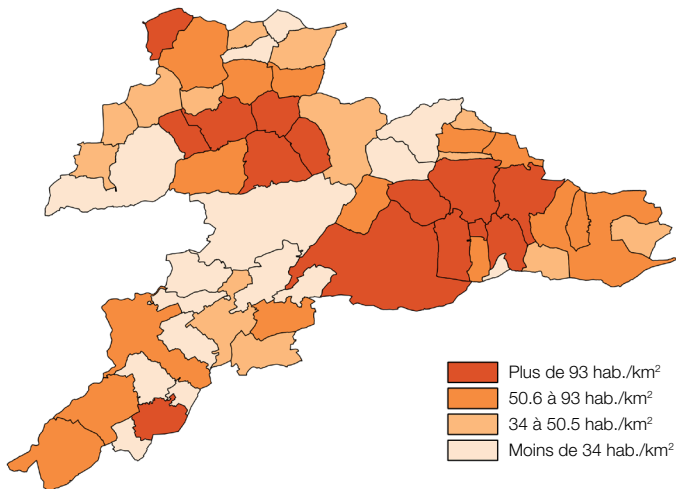 Plus de 93 hab./km²
50.6 à 93 hab./km²
34 à 50.5 hab./km²
Moins de 34 hab./km²